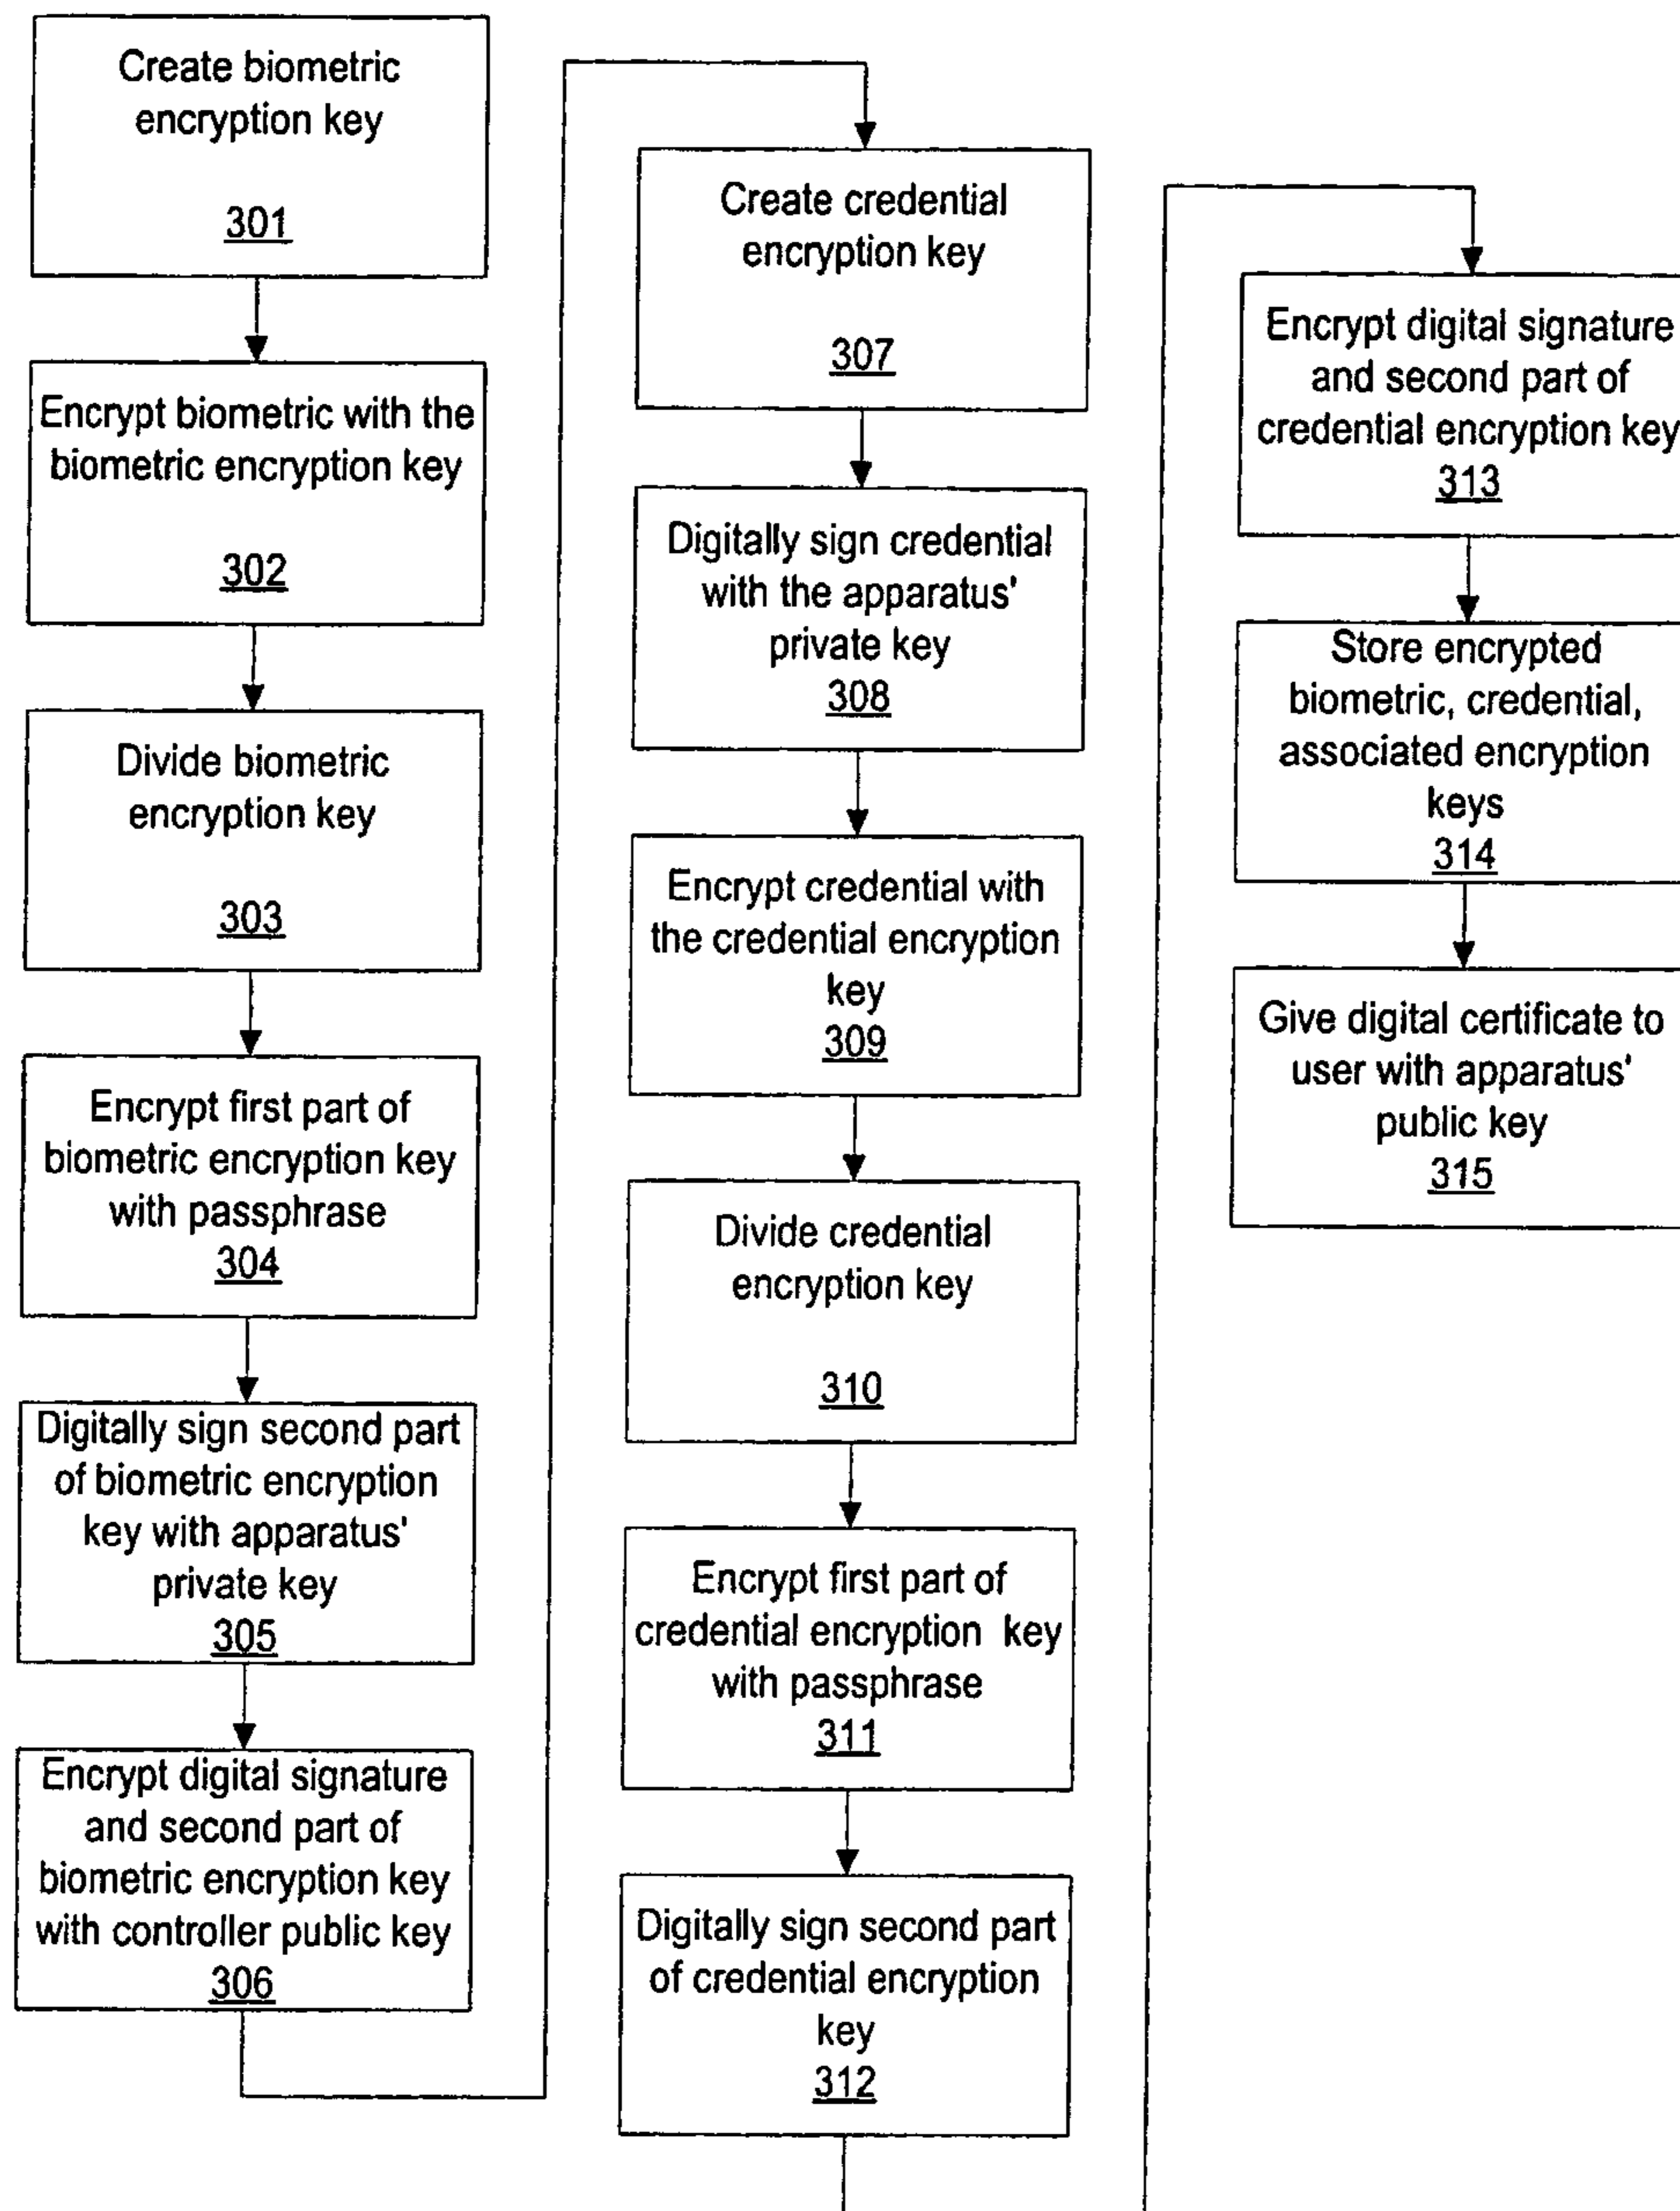 Create biometric
encryption key
301
Encrypt biometric with the
biometric encryption key
302
Divide biometric
encryption key
303
Encrypt first part of
biometric encryption key
with passphrase
304
Digitally sign second part
of biometric encryption
key with apparatus'
private key
305
Encrypt digital signature
and second part of
biometric encryption key
with controller public key
306
Create credential
encryption key
307
Digitally sign credential
with the apparatus'
private key
308
Encrypt credential with
the credential encryption
key
309
Divide credential
encryption key
310
Encrypt first part of
credential encryption key
with passphrase
311
Digitally sign second part
of credential encryption
key
312
Encrypt digital signature
and second part of
credential encryption key
313
Store encrypted
biometric, credential,
associated encryption
keys
314
Give digital certificate to
user with apparatus'
public key
315